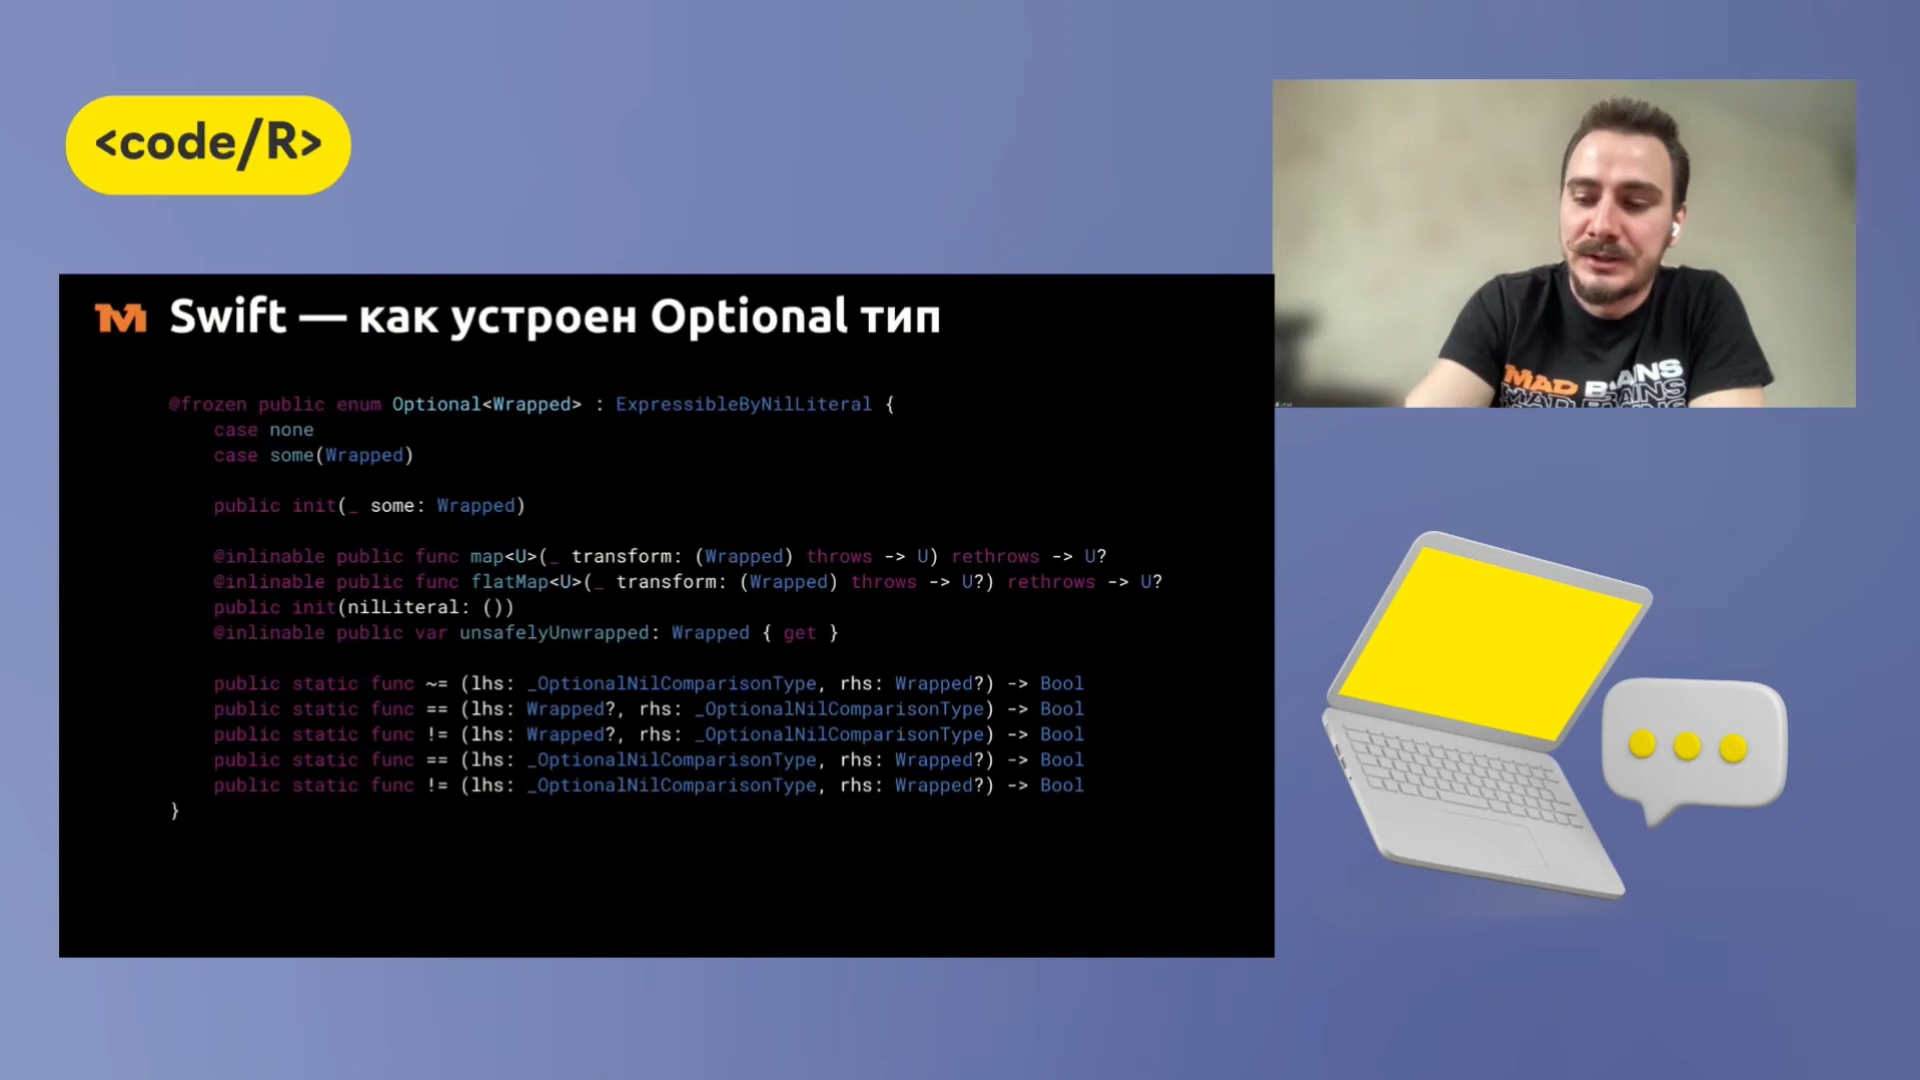 <code/R>
Swift — как устроен Optional тип
@frozen public enum Optional<Wrapped> : ExpressibleByNilLiteral {
case none
case some(Wrapped)
public init(_ some: Wrapped)
@inlinable public func map<U>(_ transform: (Wrapped) throws -> U) rethrows -> U?
@inlinable public func flatMap<U>(_ transform: (Wrapped) throws -> U?) rethrows -> U?
public init(nilLiteral: ())
@inlinable public var unsafelyUnwrapped: Wrapped { get }
public static func ~= (lhs: _OptionalNilComparisonType, rhs: Wrapped?) -> Bool
public static func == (lhs: Wrapped?, rhs: _OptionalNilComparisonType) -> Bool
public static func != (lhs: Wrapped?, rhs: _OptionalNilComparisonType) -> Bool
public static func == (lhs: _OptionalNilComparisonType, rhs: Wrapped?) -> Bool
public static func != (lhs: _OptionalNilComparisonType, rhs: Wrapped?) -> Bool
}
MAD BRAINS
MAD BRAINS